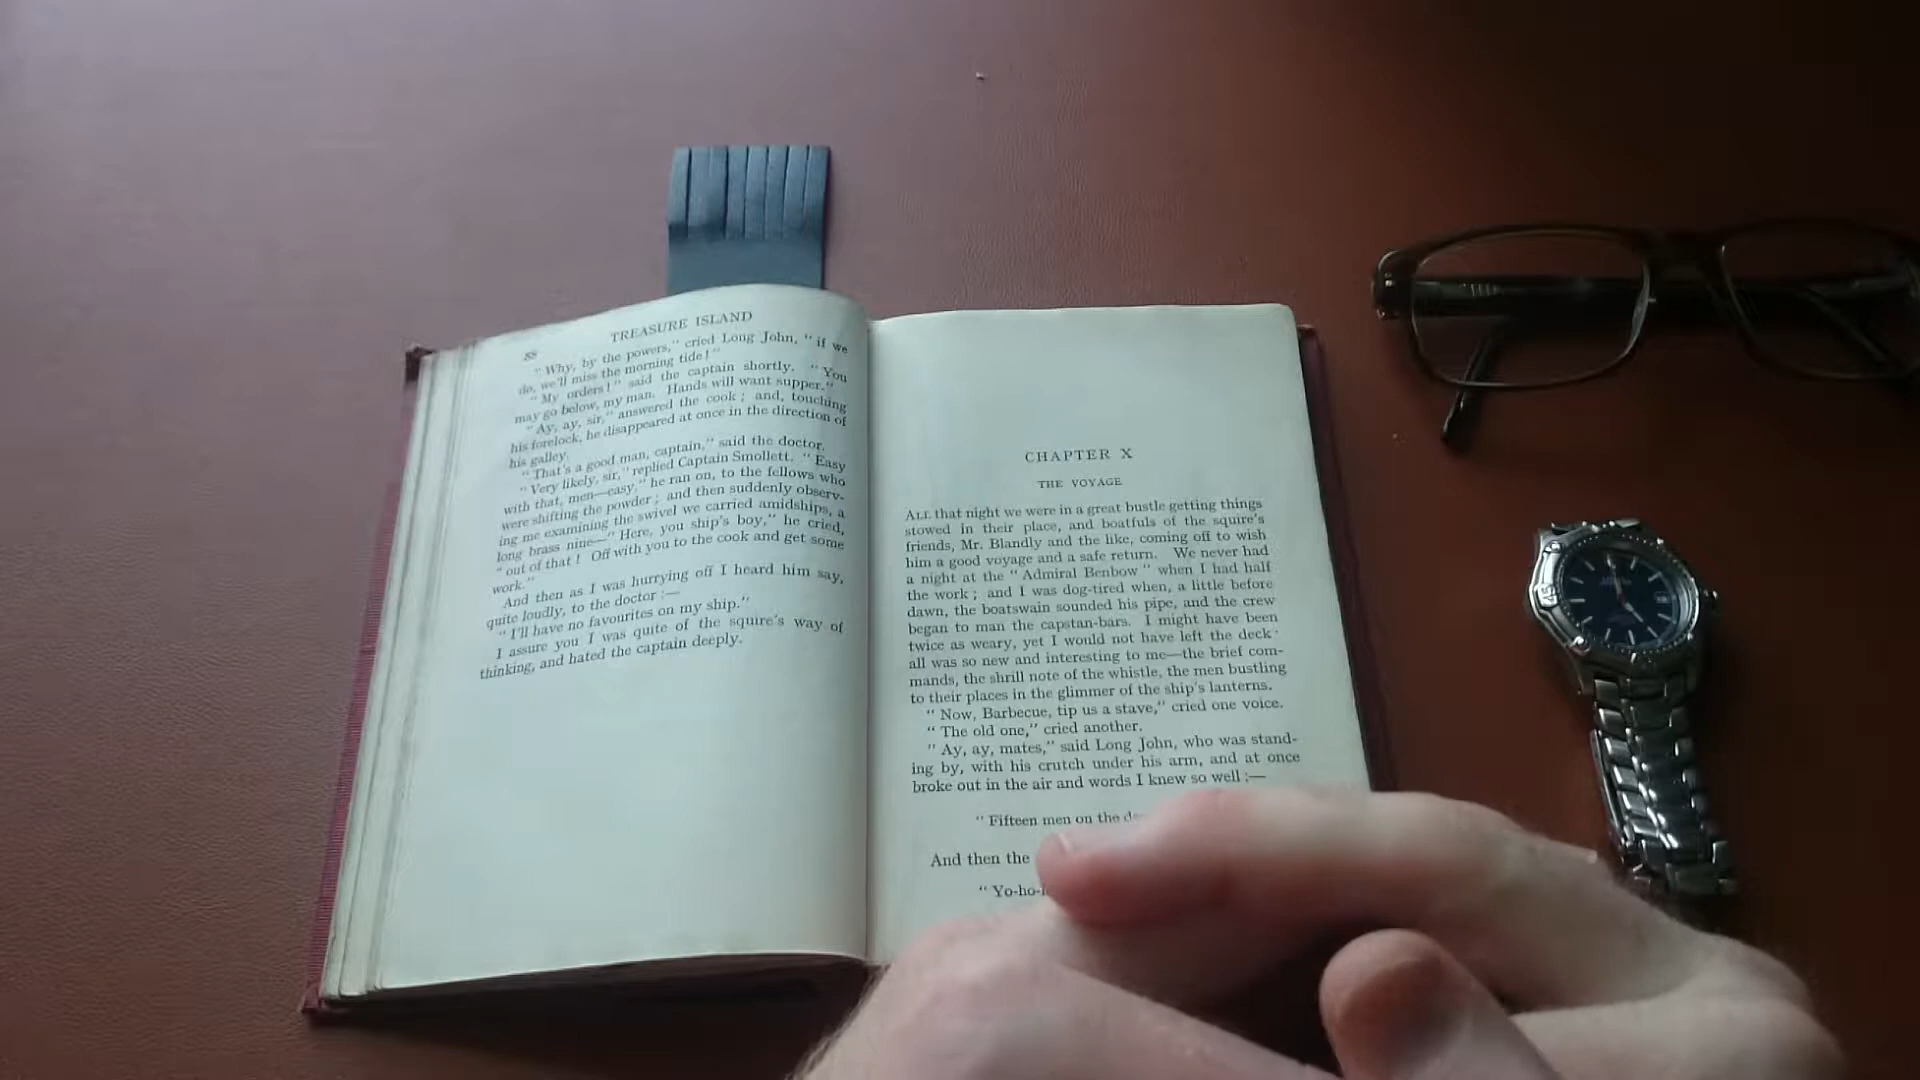 88
TREASURE ISLAND
“Why, by the powers,” cried Long John, “if we
do, we'll miss the morning tide!”
“My orders!” said the captain shortly. “You
may go below, my man. Hands will want supper.”
“Ay, ay, sir,” answered the cook; and, touching
his forelock, he disappeared at once in the direction of
his galley.
“That's a good man, captain,” said the doctor.
“Very likely, sir,” replied Captain Smollett. “Easy
with that, men—easy,” he ran on, to the fellows who
were shifting the powder; and then suddenly observ-
ing me examining the swivel we carried amidships, a
long brass nine—“Here, you ship's boy,” he cried,
“out of that! Off with you to the cook and get some
work.”
And then as I was hurrying off I heard him say,
quite loudly, to the doctor:—
“I'll have no favourites on my ship.”
I assure you I was quite of the squire's way of
thinking, and hated the captain deeply.
CHAPTER X
THE VOYAGE
ALL that night we were in a great bustle getting things
stowed in their place, and boatfuls of the squire's
friends, Mr. Blandly and the like, coming off to wish
him a good voyage and a safe return. We never had
a night at the “Admiral Benbow” when I had half
the work; and I was dog-tired when, a little before
dawn, the boatswain sounded his pipe, and the crew
began to man the capstan-bars. I might have been
twice as weary, yet I would not have left the deck
all was so new and interesting to me—the brief com-
mands, the shrill note of the whistle, the men bustling
to their places in the glimmer of the ship's lanterns.
“Now, Barbecue, tip us a stave,” cried one voice.
“The old one,” cried another.
“Ay, ay, mates,” said Long John, who was stand-
ing by, with his crutch under his arm, and at once
broke out in the air and words I knew so well:—
“Fifteen men on the
And then the
“Yo-ho-